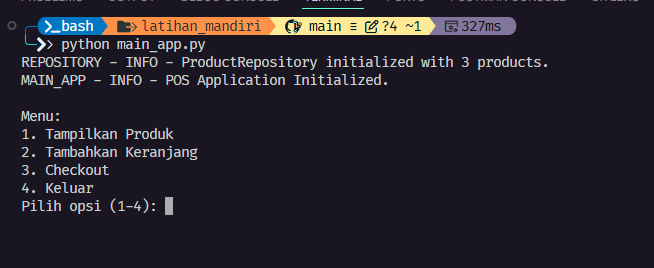 bash latihan_mandiri main ≡ ?4 ~1 327ms
python main_app.py
REPOSITORY - INFO - ProductRepository initialized with 3 products.
MAIN_APP - INFO - POS Application Initialized.
Menu:
1. Tampilkan Produk
2. Tambahkan Keranjang
3. Checkout
4. Keluar
Pilih opsi (1-4):